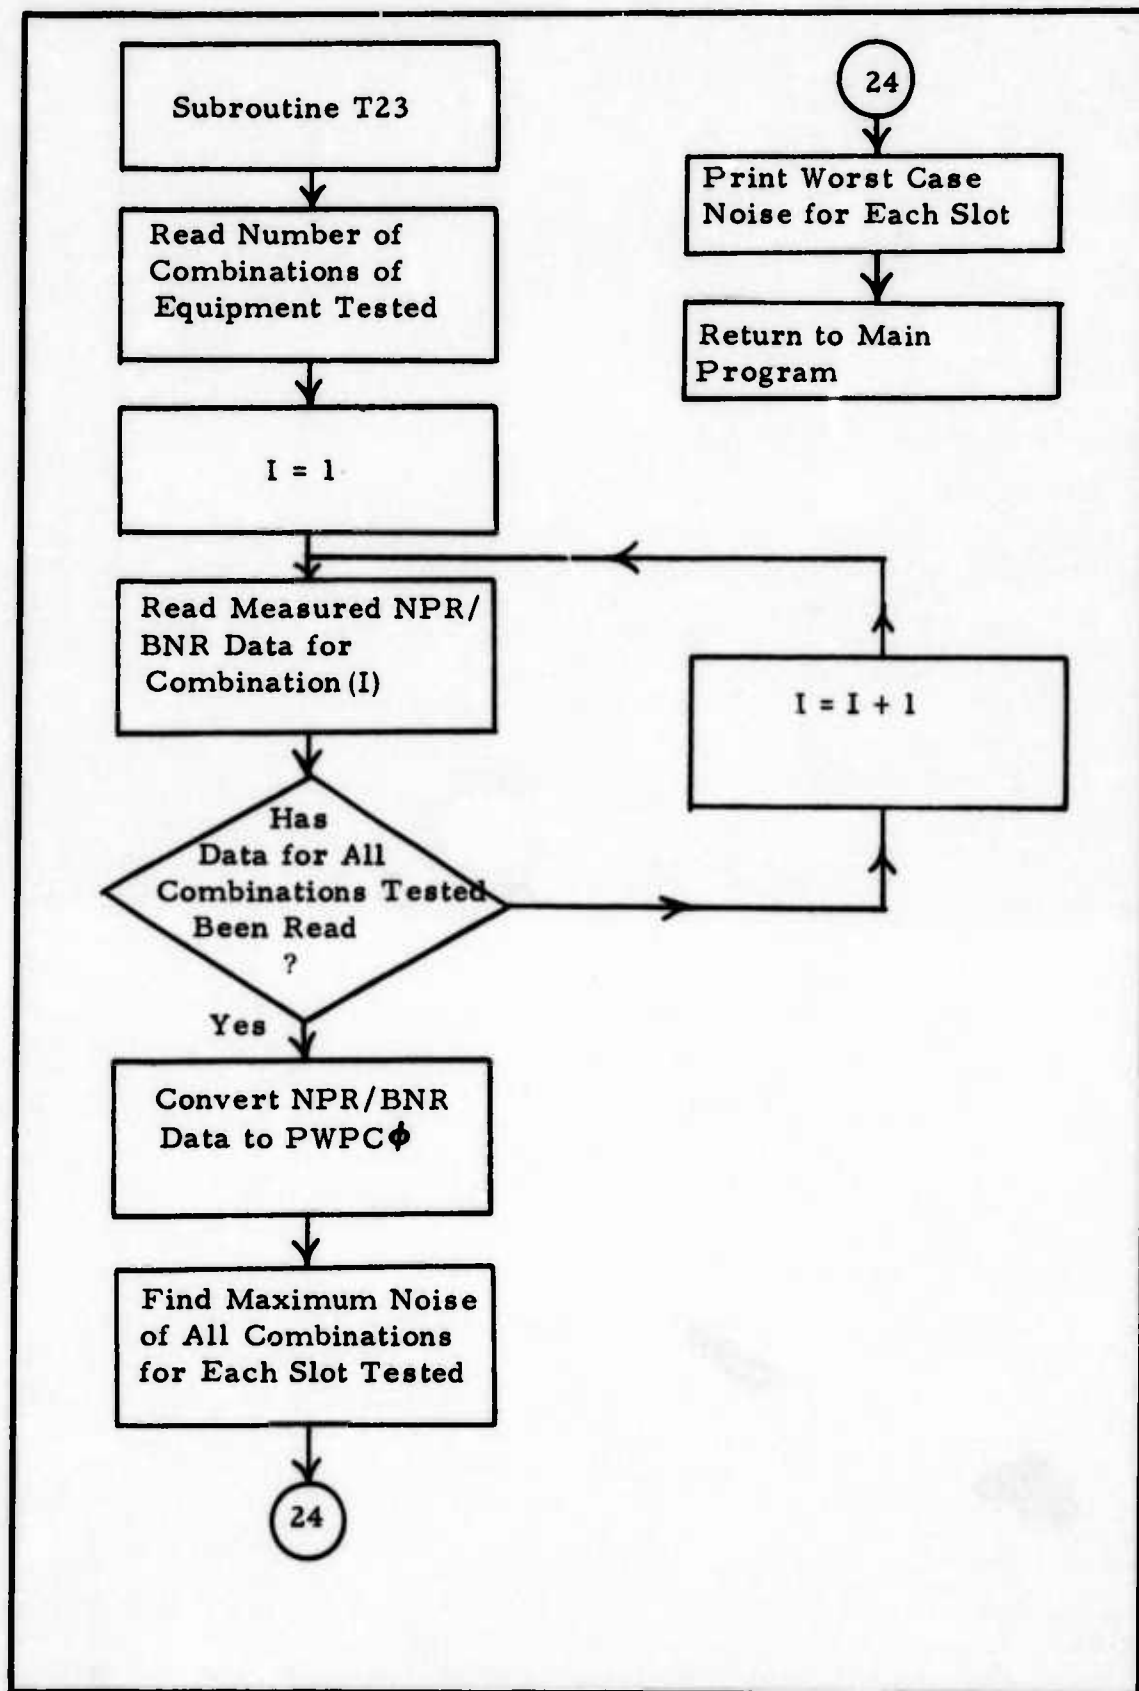 Subroutine T23
Read Number of
Combinations of
Equipment Tested
I = 1
Read Measured NPR/
BNR Data for
Combination (I)
Has
Data for All
Combinations Tested
Been Read
?
Yes
Convert NPR/BNR
Data to PWPCϕ
Find Maximum Noise
of All Combinations
for Each Slot Tested
24
I = I + 1
24
Print Worst Case
Noise for Each Slot
Return to Main
Program